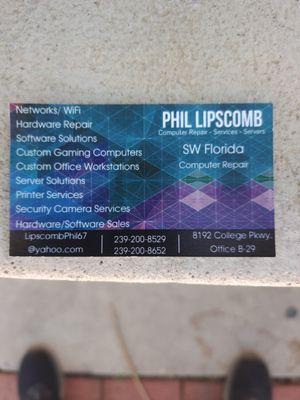 Networks/ WiFi
Hardware Repair
Software Solutions
Custom Gaming Computers
Custom Office Workstations
Server Solutions
Printer Services
Security Camera Services
Hardware/Software Sales
PHIL LIPSCOMB
Computer Repair - Services - Servers
SW Florida
Computer Repair
LipscombPhil67
@yahoo.com
239-200-8529
239-200-8652
8192 College Pkwy.
Office B-29